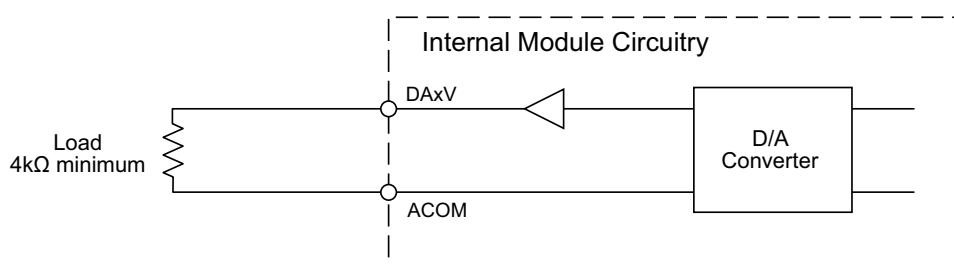 Internal Module Circuitry
DAxV
Load
4kΩ minimum
D/A
Converter
ACOM